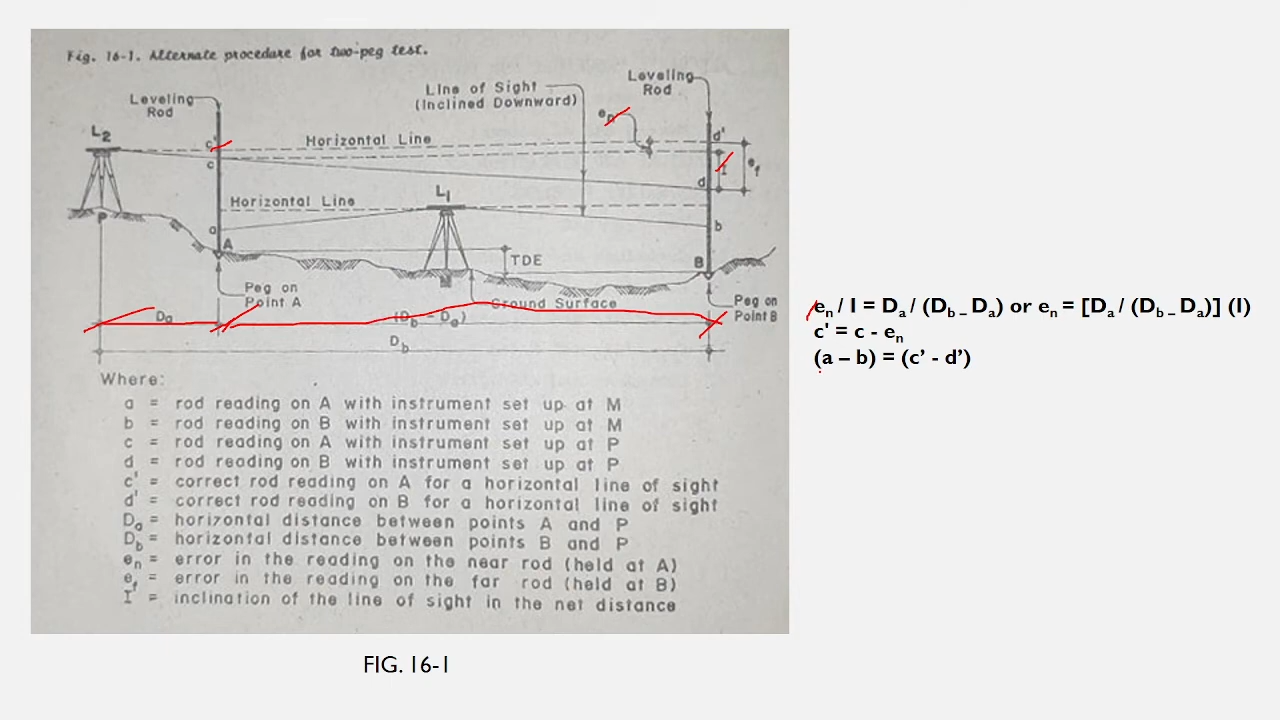 Fig. 16-1. Alternate procedure for two-peg test.
Leveling
Rod
Line of Sight
(Inclined Downward)
Leveling
Rod
L2
c'
c
Horizontal Line
en
d'
I
ef
d
Horizontal Line
L1
a
b
A
TDE
B
P
M
Peg on
Point A
Ground Surface
Peg on
Point B
Da
(Db - Da)
Db
Where:
a = rod reading on A with instrument set up at M
b = rod reading on B with instrument set up at M
c = rod reading on A with instrument set up at P
d = rod reading on B with instrument set up at P
c' = correct rod reading on A for a horizontal line of sight
d' = correct rod reading on B for a horizontal line of sight
Da = horizontal distance between points A and P
Db = horizontal distance between points B and P
en = error in the reading on the near rod (held at A)
ef = error in the reading on the far rod (held at B)
I = inclination of the line of sight in the net distance
FIG. 16-1
en / I = Da / (Db – Da) or en = [Da / (Db – Da)] (I)
c' = c - en
(a – b) = (c’ - d’)